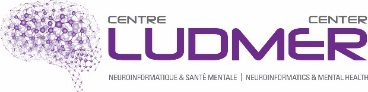 CENTRE CENTER
LUDMER
NEUROINFORMATIQUE & SANTÉ MENTALE | NEUROINFORMATICS & MENTAL HEALTH